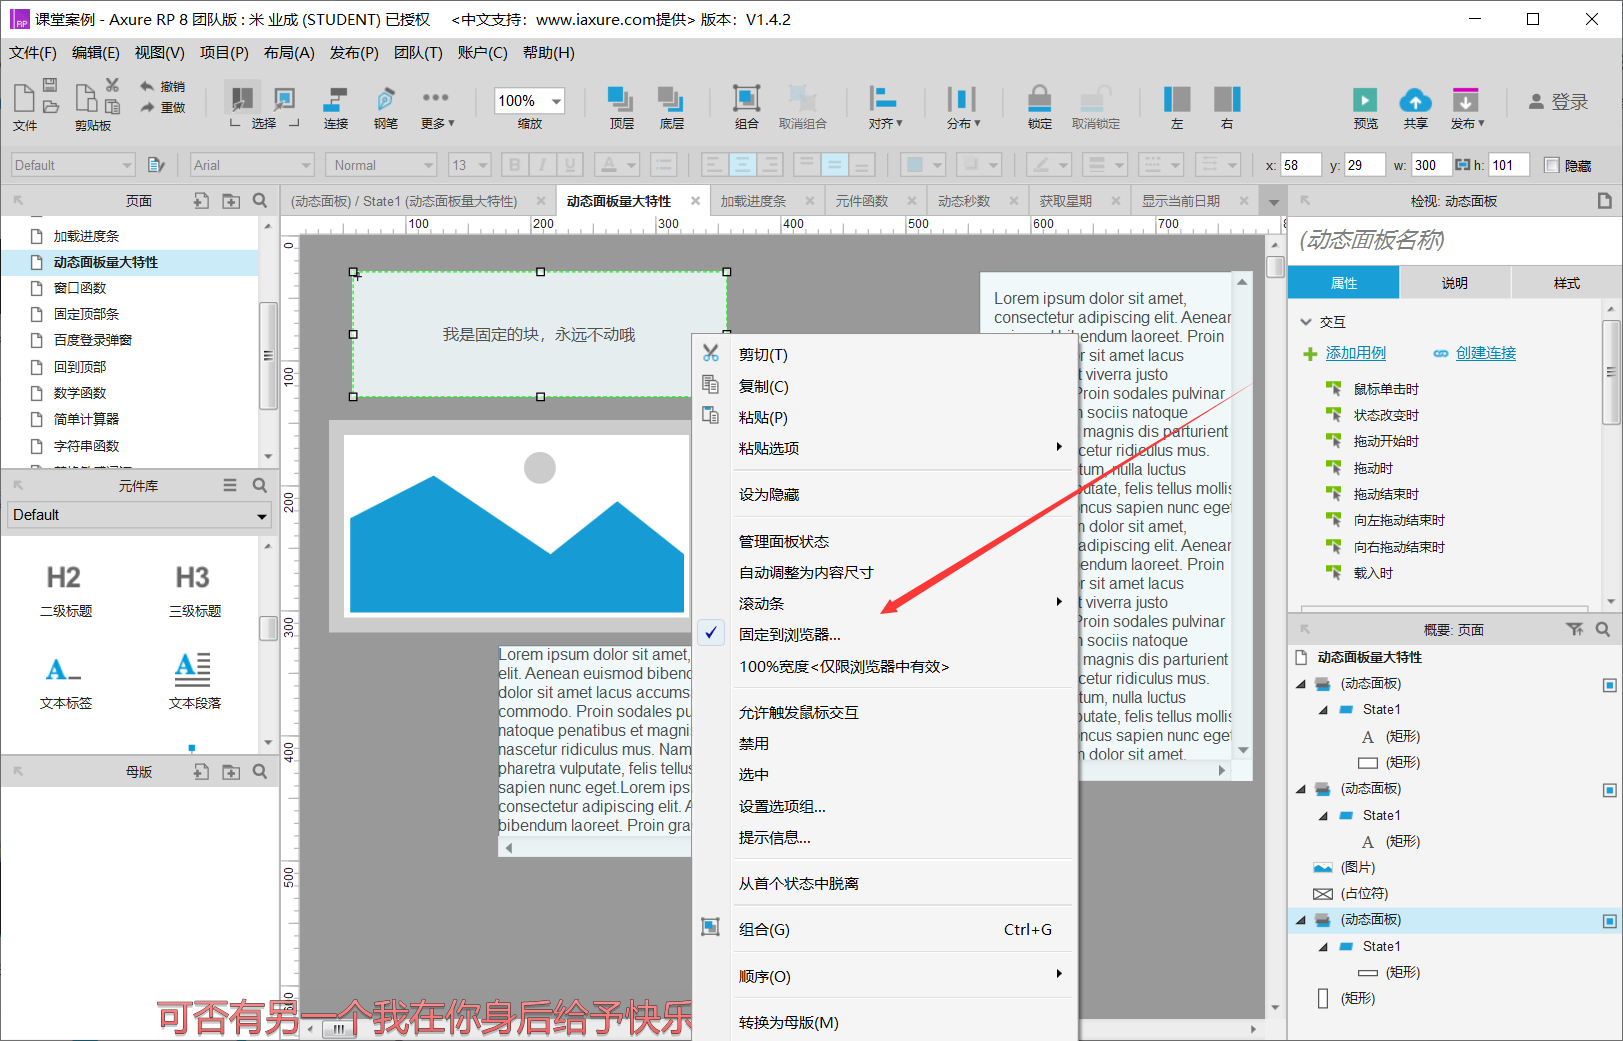 课堂案例 - Axure RP 8 团队版 : 米 业成 (STUDENT) 已授权 <中文支持：www.iaxure.com提供> 版本：V1.4.2
文件(F) 编辑(E) 视图(V) 项目(P) 布局(A) 发布(P) 团队(T) 账户(C) 帮助(H)
撤销
重做
文件 剪贴板 选择 连接 钢笔 更多 100% 缩放 顶层 底层 组合 取消组合 对齐 分布 锁定 取消锁定 左 右 预览 共享 发布 登录
Default Arial Normal 13 B I U x: 58 y: 29 w: 300 h: 101 隐藏
页面
加载进度条
动态面板量大特性
窗口函数
固定顶部条
百度登录弹窗
回到顶部
数学函数
简单计算器
字符串函数
元件库
Default
H2 H3
二级标题 三级标题
A A
文本标签 文本段落
母版
(动态面板) / State1 (动态面板量大特性) 动态面板量大特性 加载进度条 元件函数 动态秒数 获取星期 显示当前日期
100 200 300 400 500 600 700
0
100
200
300
400
500
我是固定的块，永远不动哦
Lorem ipsum dolor sit amet,
elit. Aenean euismod bibend
dolor sit amet lacus accums
commodo. Proin sodales pu
natoque penatibus et magni
nascetur ridiculus mus. Nam
pharetra vulputate, felis tellus
sapien nunc eget.Lorem ips
consectetur adipiscing elit. A
bibendum laoreet. Proin gra
Lorem ipsum dolor sit amet,
consectetur adipiscing elit. Aenean
bibendum laoreet. Proin
r sit amet lacus
t viverra justo
Proin sodales pulvinar
n sociis natoque
magnis dis parturient
cetur ridiculus mus.
tum, nulla luctus
putate, felis tellus mollis
oncus sapien nunc eget
n dolor sit amet,
adipiscing elit. Aenean
endum laoreet. Proin
r sit amet lacus
t viverra justo
Proin sodales pulvinar
n sociis natoque
magnis dis parturient
cetur ridiculus mus.
tum, nulla luctus
putate, felis tellus mollis
oncus sapien nunc eget
n dolor sit amet.
剪切(T)
复制(C)
粘贴(P)
粘贴选项
设为隐藏
管理面板状态
自动调整为内容尺寸
滚动条
固定到浏览器...
100%宽度<仅限浏览器中有效>
允许触发鼠标交互
禁用
选中
设置选项组...
提示信息...
从首个状态中脱离
组合(G) Ctrl+G
顺序(O)
转换为母版(M)
可否有另一个我在你身后给予快乐
检视: 动态面板
(动态面板名称)
属性 说明 样式
交互
添加用例 创建连接
鼠标单击时
状态改变时
拖动开始时
拖动时
拖动结束时
向左拖动结束时
向右拖动结束时
载入时
概要: 页面
动态面板量大特性
(动态面板)
State1
A (矩形)
(矩形)
(动态面板)
State1
A (矩形)
(图片)
(占位符)
(动态面板)
State1
(矩形)
(矩形)